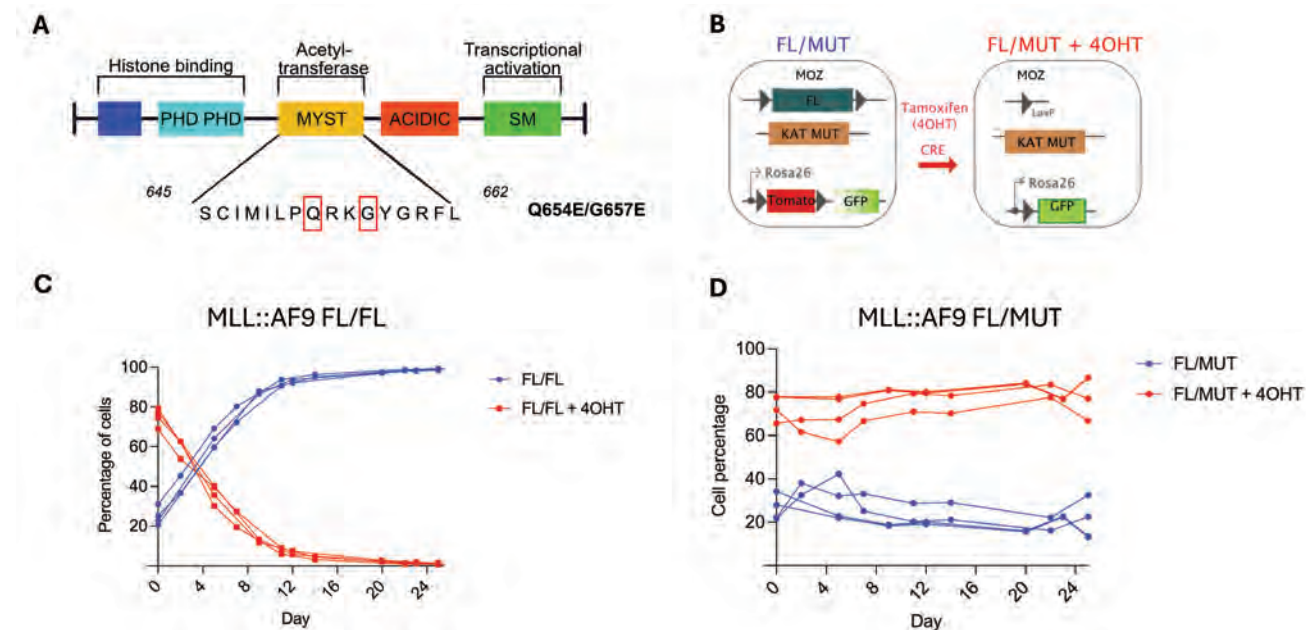 A
Histone binding
Acetyl-
transferase
Transcriptional
activation
PHD PHD
MYST
ACIDIC
SM
645
662
SCIMILPQRKGYGRFL
Q654E/G657E
B
FL/MUT
FL/MUT + 4OHT
MOZ
FL
KAT MUT
Rosa26
Tomato
GFP
Tamoxifen
(4OHT)
CRE
MOZ
LoxP
KAT MUT
Rosa26
GFP
C
MLL::AF9 FL/FL
Percentage of cells
100
80
60
40
20
0
4
8
12
16
20
24
Day
FL/FL
FL/FL + 4OHT
D
MLL::AF9 FL/MUT
Cell percentage
100
80
60
40
20
0
4
8
12
16
20
24
Day
FL/MUT
FL/MUT + 4OHT